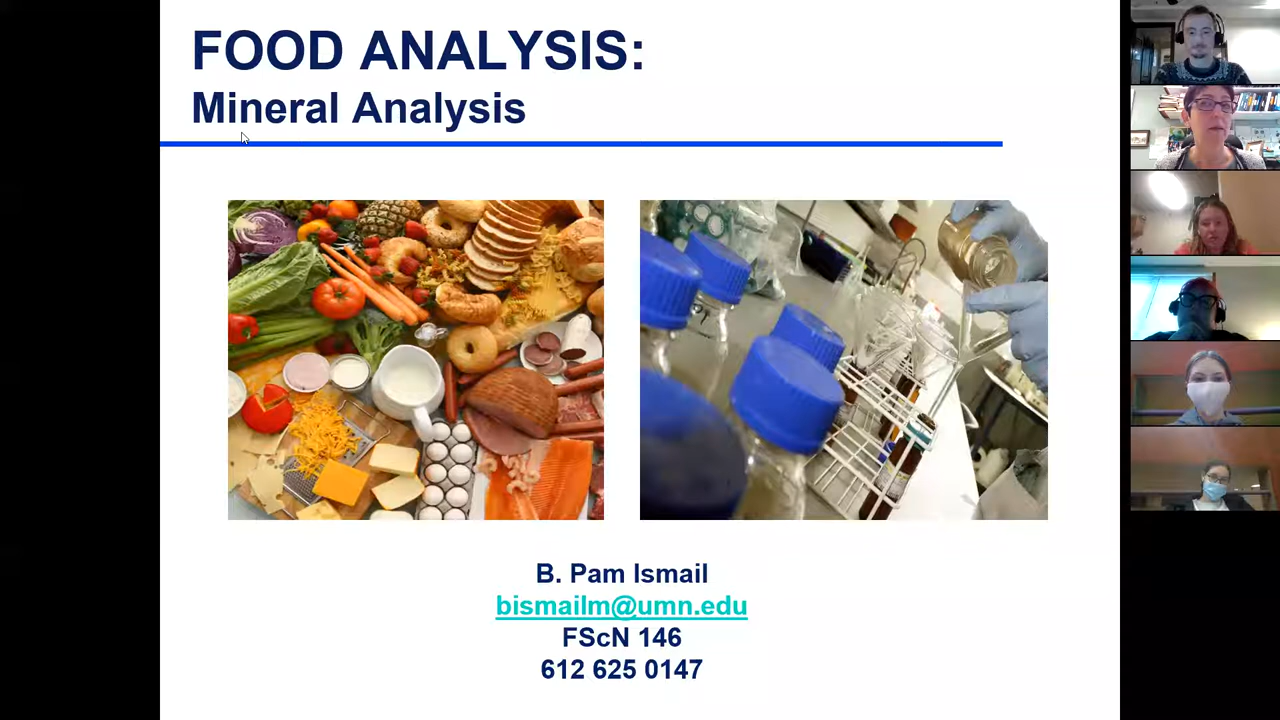 FOOD ANALYSIS:
Mineral Analysis
B. Pam Ismail
bismailm@umn.edu
FScN 146
612 625 0147